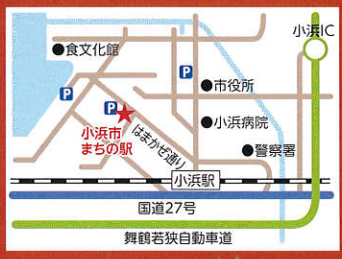 小浜IC
●食文化館
P
●市役所
P
P
小浜市
まちの駅
はまかぜ通り
●小浜病院
●警察署
小浜駅
国道27号
舞鶴若狭自動車道